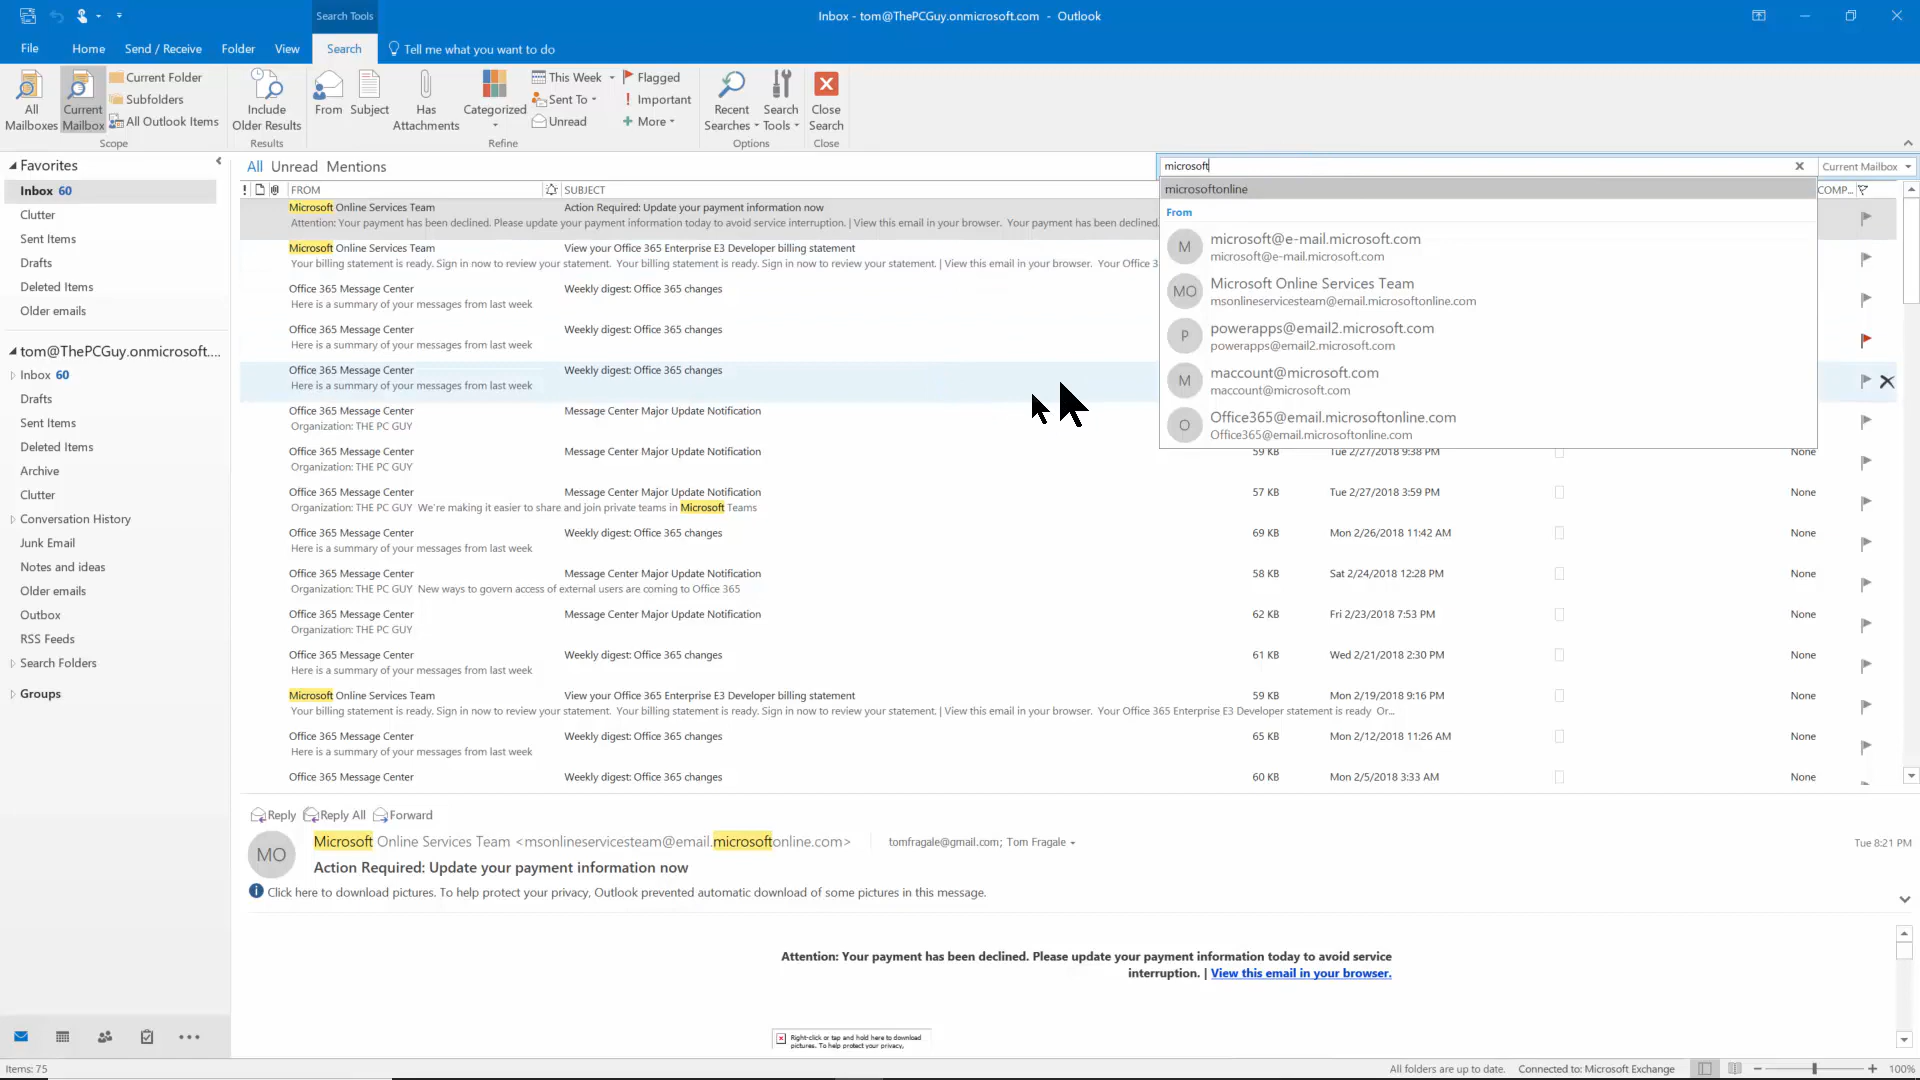 Search Tools
Inbox - tom@ThePCGuy.onmicrosoft.com - Outlook
File Home Send / Receive Folder View Search Tell me what you want to do
All Mailboxes
Current Mailbox
Current Folder
Subfolders
All Outlook Items
Scope
Include Older Results
Results
From
Subject
Has Attachments
Categorized
This Week
Sent To
Unread
Flagged
! Important
+ More
Refine
Recent Searches
Search Tools
Options
Close Search
Close
Favorites
Inbox 60
Clutter
Sent Items
Drafts
Deleted Items
Older emails
tom@ThePCGuy.onmicrosoft....
Inbox 60
Drafts
Sent Items
Deleted Items
Archive
Clutter
Conversation History
Junk Email
Notes and ideas
Older emails
Outbox
RSS Feeds
Search Folders
Groups
All Unread Mentions
microsoft
Current Mailbox
! FROM SUBJECT COMP...
microsoftonline
From
M microsoft@e-mail.microsoft.com
microsoft@e-mail.microsoft.com
MO Microsoft Online Services Team
msonlineservicesteam@email.microsoftonline.com
P powerapps@email2.microsoft.com
powerapps@email2.microsoft.com
M maccount@microsoft.com
maccount@microsoft.com
O Office365@email.microsoftonline.com
Office365@email.microsoftonline.com
Microsoft Online Services Team Action Required: Update your payment information now
Attention: Your payment has been declined. Please update your payment information today to avoid service interruption. | View this email in your browser. Your payment has been declined.
Microsoft Online Services Team View your Office 365 Enterprise E3 Developer billing statement
Your billing statement is ready. Sign in now to review your statement. Your billing statement is ready. Sign in now to review your statement. | View this email in your browser. Your Office 3
Office 365 Message Center Weekly digest: Office 365 changes
Here is a summary of your messages from last week
Office 365 Message Center Weekly digest: Office 365 changes
Here is a summary of your messages from last week
Office 365 Message Center Weekly digest: Office 365 changes
Here is a summary of your messages from last week
Office 365 Message Center Message Center Major Update Notification
Organization: THE PC GUY
Office 365 Message Center Message Center Major Update Notification 59 KB Tue 2/27/2018 9:38 PM None
Organization: THE PC GUY
Office 365 Message Center Message Center Major Update Notification 57 KB Tue 2/27/2018 3:59 PM None
Organization: THE PC GUY We're making it easier to share and join private teams in Microsoft Teams
Office 365 Message Center Weekly digest: Office 365 changes 69 KB Mon 2/26/2018 11:42 AM None
Here is a summary of your messages from last week
Office 365 Message Center Message Center Major Update Notification 58 KB Sat 2/24/2018 12:28 PM None
Organization: THE PC GUY New ways to govern access of external users are coming to Office 365
Office 365 Message Center Message Center Major Update Notification 62 KB Fri 2/23/2018 7:53 PM None
Organization: THE PC GUY
Office 365 Message Center Weekly digest: Office 365 changes 61 KB Wed 2/21/2018 2:30 PM None
Here is a summary of your messages from last week
Microsoft Online Services Team View your Office 365 Enterprise E3 Developer billing statement 59 KB Mon 2/19/2018 9:16 PM None
Your billing statement is ready. Sign in now to review your statement. Your billing statement is ready. Sign in now to review your statement. | View this email in your browser. Your Office 365 Enterprise E3 Developer statement is ready Or...
Office 365 Message Center Weekly digest: Office 365 changes 65 KB Mon 2/12/2018 11:26 AM None
Here is a summary of your messages from last week
Office 365 Message Center Weekly digest: Office 365 changes 60 KB Mon 2/5/2018 3:33 AM None
Reply Reply All Forward
MO
Microsoft Online Services Team <msonlineservicesteam@email.microsoftonline.com> tomfragale@gmail.com; Tom Fragale Tue 8:21 PM
Action Required: Update your payment information now
Click here to download pictures. To help protect your privacy, Outlook prevented automatic download of some pictures in this message.
Attention: Your payment has been declined. Please update your payment information today to avoid service
interruption. | View this email in your browser.
Right-click or tap and hold here to download
pictures. To help protect your privacy,
Items: 75
All folders are up to date. Connected to: Microsoft Exchange 100%